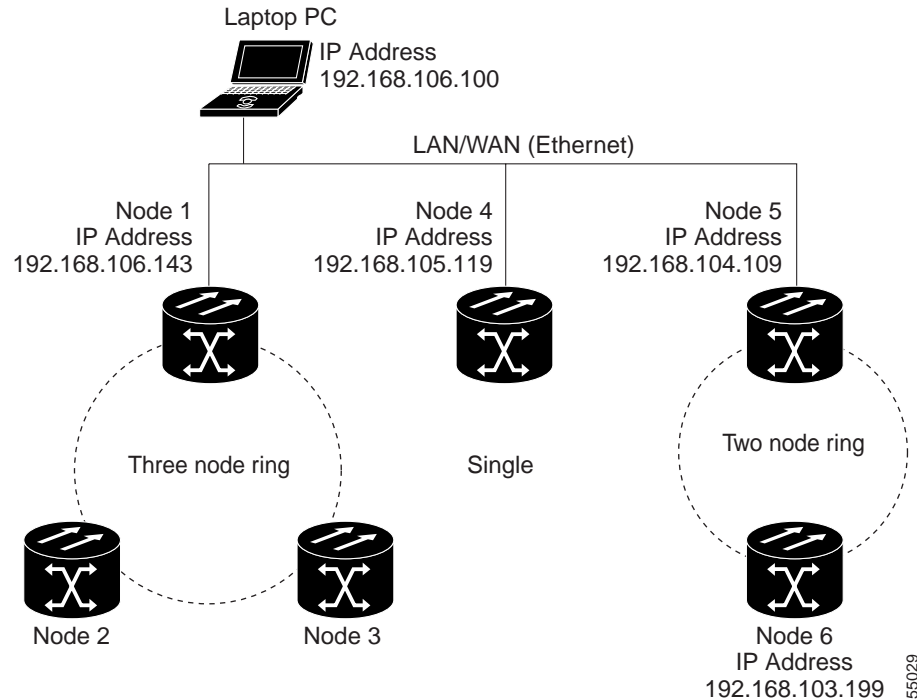 Laptop PC
IP Address
192.168.106.100
LAN/WAN (Ethernet)
Node 1
IP Address
192.168.106.143
Node 4
IP Address
192.168.105.119
Node 5
IP Address
192.168.104.109
Three node ring
Single
Two node ring
Node 2
Node 3
Node 6
IP Address
192.168.103.199
55029